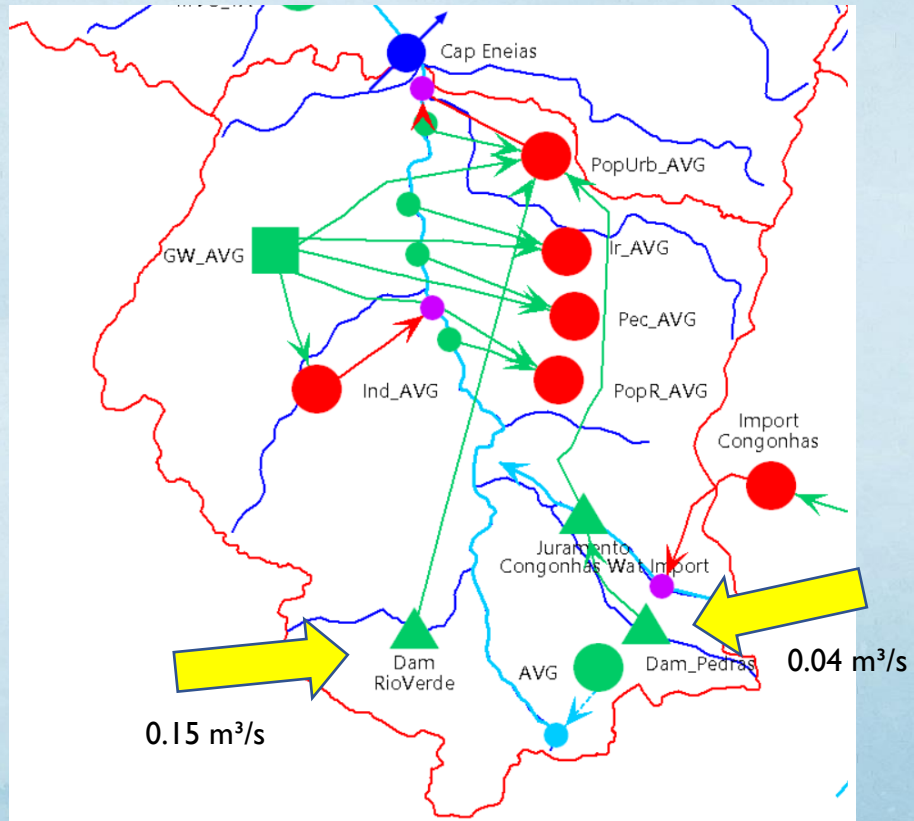 Cap Eneias
PopUrb_AVG
GW_AVG
Ir_AVG
Pec_AVG
Ind_AVG
PopR_AVG
Import
Congonhas
Juramento
Congonhas Wat Import
Dam
RioVerde
AVG
Dam_Pedras
0.04 m³/s
0.15 m³/s